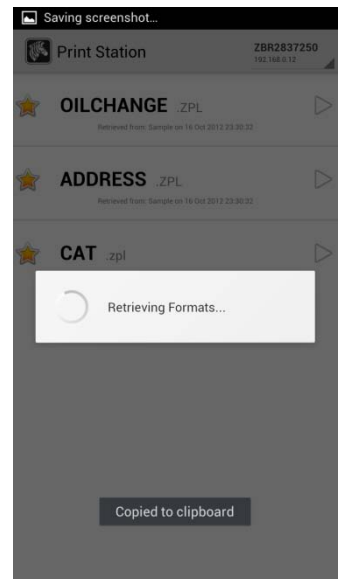 Saving screenshot...
Print Station
ZBR2837250
192.168.0.12
OILCHANGE .ZPL
Retrieved from: Sample on 16 Oct 2012 23:30:32
ADDRESS .ZPL
Retrieved from: Sample on 16 Oct 2012 23:30:32
CAT .zpl
Retrieving Formats...
Copied to clipboard